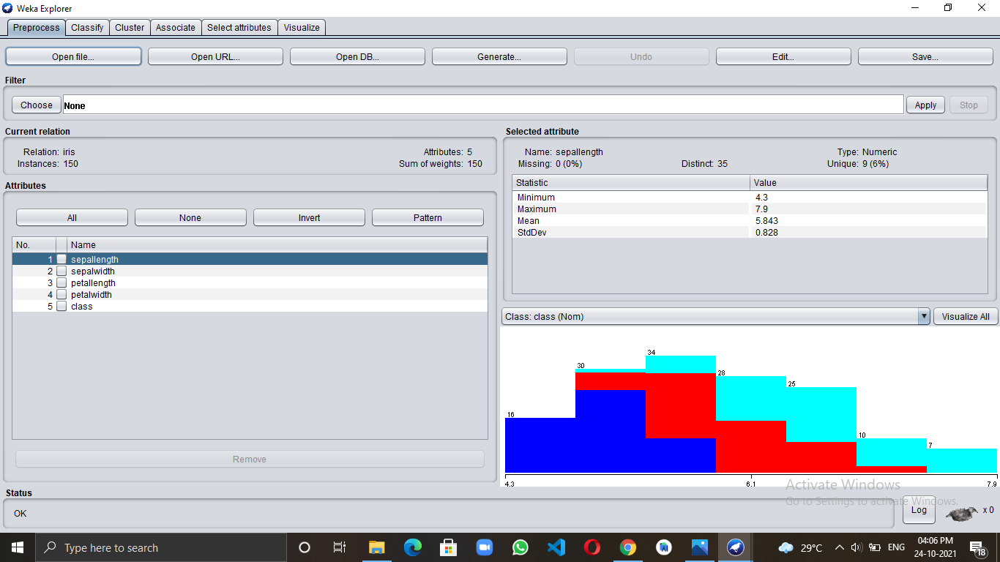 Weka Explorer
Preprocess Classify Cluster Associate Select attributes Visualize
Open file... Open URL... Open DB... Generate... Undo Edit... Save...
Filter
Choose None Apply Stop
Current relation
Relation: iris Attributes: 5
Instances: 150 Sum of weights: 150
Attributes
All None Invert Pattern
No. Name
1 sepallength
2 sepalwidth
3 petallength
4 petalwidth
5 class
Remove
Selected attribute
Name: sepallength Type: Numeric
Missing: 0 (0%) Distinct: 35 Unique: 9 (6%)
Statistic Value
Minimum 4.3
Maximum 7.9
Mean 5.843
StdDev 0.828
Class: class (Nom) Visualize All
16 30 34 28 25 10 7
4.3 6.1 7.9
Activate Windows
Go to Settings to activate Windows.
Status
OK
Log x 0
Type here to search
29°C ENG 04:06 PM
24-10-2021 18